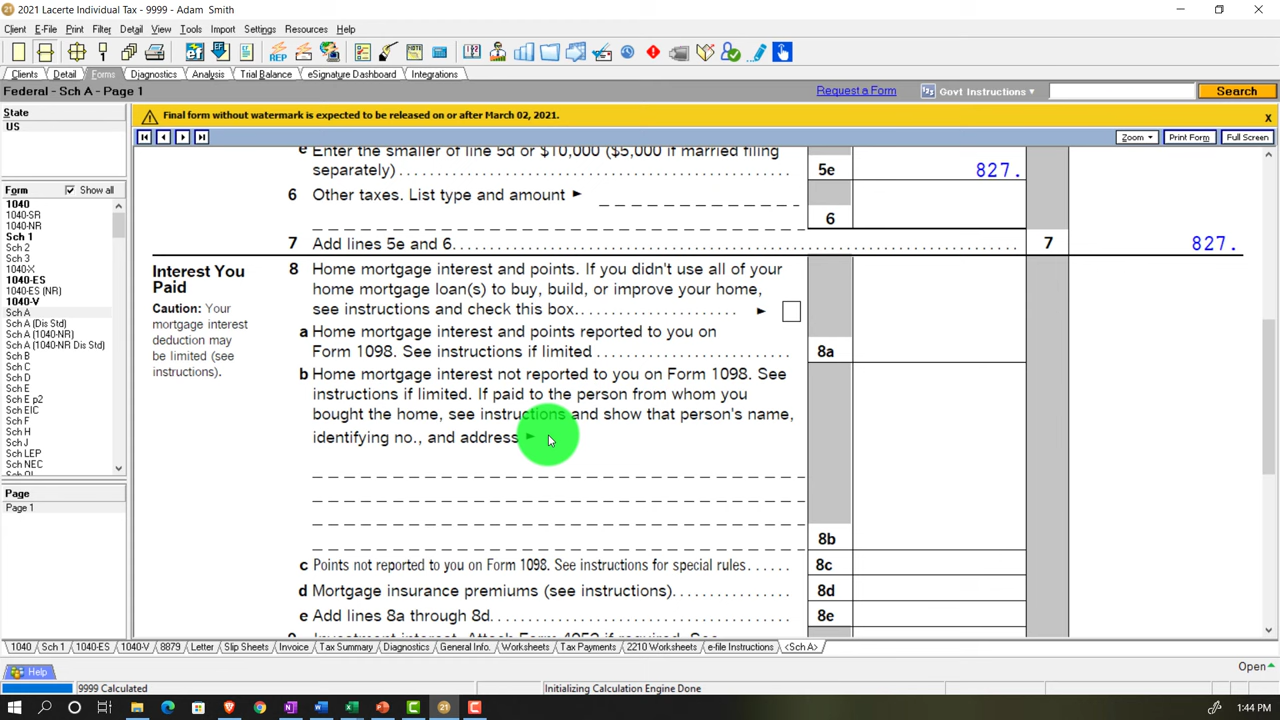 2021 Lacerte Individual Tax - 9999 - Adam Smith
Client E-File Print Filter Detail View Tools Import Settings Resources Help
Clients Detail Forms Diagnostics Analysis Trial Balance eSignature Dashboard Integrations
Federal - Sch A - Page 1
Request a Form
Govt Instructions
Search
State
US
Final form without watermark is expected to be released on or after March 02, 2021.
x
Zoom
Print Form
Full Screen
Form
Show all
1040
1040-SR
1040-NR
Sch 1
Sch 2
Sch 3
1040-X
1040-ES
1040-ES (NR)
1040-V
Sch A
Sch A (Dis Std)
Sch A (1040-NR)
Sch A (1040-NR Dis Std)
Sch B
Sch C
Sch D
Sch E
Sch E p2
Sch EIC
Sch F
Sch H
Sch J
Sch LEP
Sch NEC
Page
Page 1
e Enter the smaller of line 5d or $10,000 ($5,000 if married filing
separately) 5e 827.
6 Other taxes. List type and amount
6
7 Add lines 5e and 6. 7 827.
Interest You
Paid
Caution: Your
mortgage interest
deduction may
be limited (see
instructions).
8 Home mortgage interest and points. If you didn't use all of your
home mortgage loan(s) to buy, build, or improve your home,
see instructions and check this box.
a Home mortgage interest and points reported to you on
Form 1098. See instructions if limited 8a
b Home mortgage interest not reported to you on Form 1098. See
instructions if limited. If paid to the person from whom you
bought the home, see instructions and show that person's name,
identifying no., and address
8b
c Points not reported to you on Form 1098. See instructions for special rules 8c
d Mortgage insurance premiums (see instructions) 8d
e Add lines 8a through 8d. 8e
1040 Sch 1 1040-ES 1040-V 8879 Letter Slip Sheets Invoice Tax Summary Diagnostics General Info. Worksheets Tax Payments 2210 Worksheets e-file Instructions <Sch A>
Help
Open
9999 Calculated
Initializing Calculation Engine Done
1:44 PM